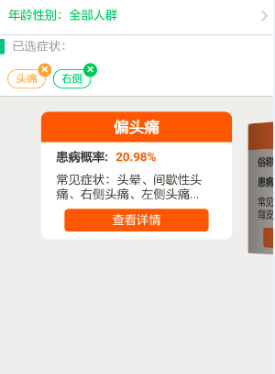 年龄性别：全部人群
已选症状：
头痛
右侧
偏头痛
患病概率: 20.98%
常见症状：头晕、间歇性头
痛、右侧头痛、左侧头痛...
查看详情
俗称
患病
常见
背皮